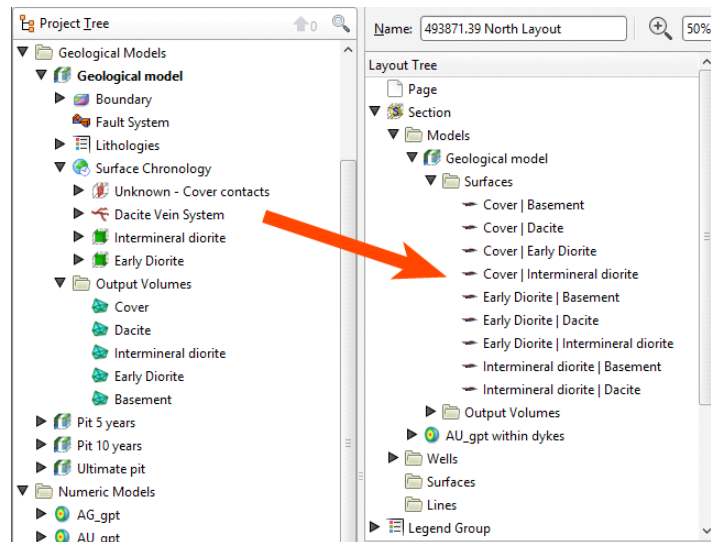 Project Tree
0
Geological Models
Geological model
Boundary
Fault System
Lithologies
Surface Chronology
Unknown - Cover contacts
Dacite Vein System
Intermineral diorite
Early Diorite
Output Volumes
Cover
Dacite
Intermineral diorite
Early Diorite
Basement
Pit 5 years
Pit 10 years
Ultimate pit
Numeric Models
AG_gpt
AU_gpt
Name: 493871.39 North Layout
50%
Layout Tree
Page
Section
Models
Geological model
Surfaces
Cover | Basement
Cover | Dacite
Cover | Early Diorite
Cover | Intermineral diorite
Early Diorite | Basement
Early Diorite | Dacite
Early Diorite | Intermineral diorite
Intermineral diorite | Basement
Intermineral diorite | Dacite
Output Volumes
AU_gpt within dykes
Wells
Surfaces
Lines
Legend Group